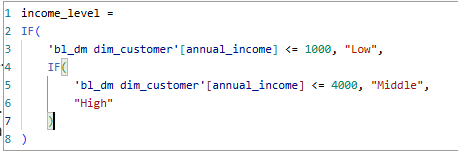 1 income_level =
2 IF(
3 'bl_dm dim_customer'[annual_income] <= 1000, "Low",
4 IF(
5 'bl_dm dim_customer'[annual_income] <= 4000, "Middle",
6 "High"
7 )
8 )